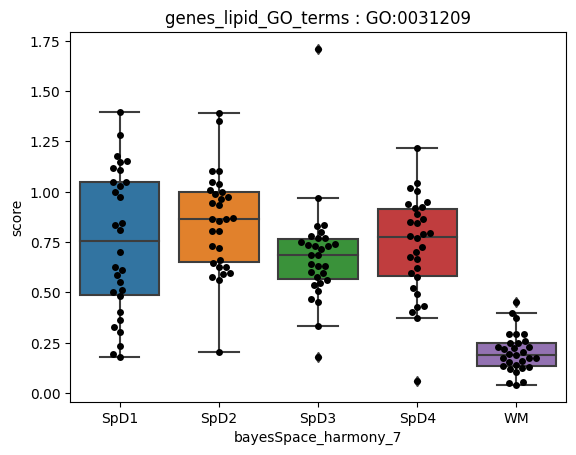 genes_lipid_GO_terms : GO:0031209
1.75
1.50
1.25
1.00
0.75
0.50
0.25
0.00
score
SpD1 SpD2 SpD3 SpD4 WM
bayesSpace_harmony_7